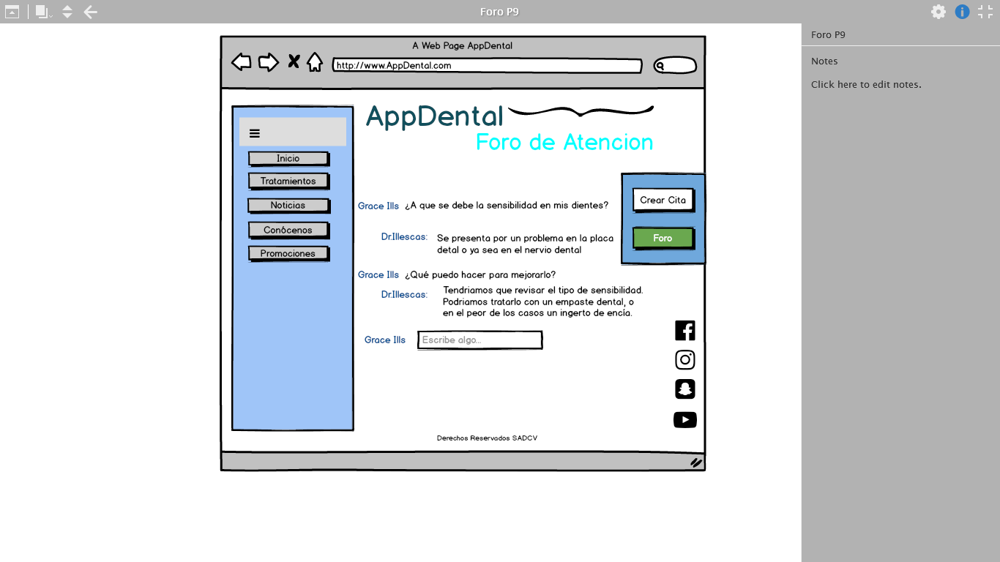 Foro P9
Foro P9
Notes
Click here to edit notes.
A Web Page AppDental
http://www.AppDental.com
AppDental
Foro de Atencion
Inicio
Tratamientos
Noticias
Conócenos
Promociones
Crear Cita
Foro
Grace Ills ¿A que se debe la sensibilidad en mis dientes?
Dr.Illescas: Se presenta por un problema en la placa
detal o ya sea en el nervio dental
Grace Ills ¿Qué puedo hacer para mejorarlo?
Dr.Illescas: Tendriamos que revisar el tipo de sensibilidad.
Podriamos tratarlo con un empaste dental, o
en el peor de los casos un ingerto de encía.
Grace Ills Escribe algo...
Derechos Reservados SADCV